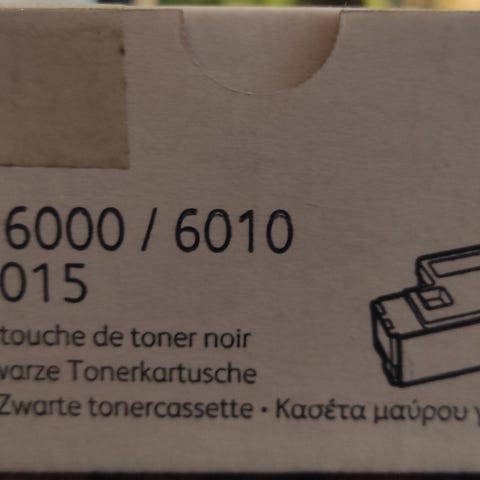 6000 / 6010
015
touche de toner noir
warze Tonerkartusche
Zwarte tonercassette · Κασέτα μαύρου γ